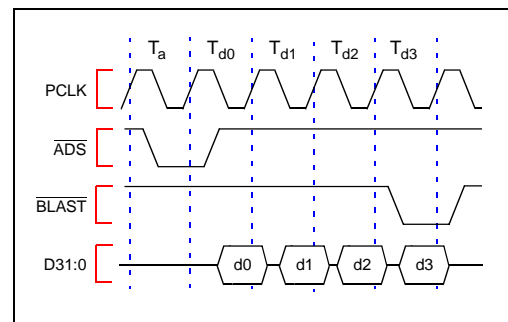 Ta Td0 Td1 Td2 Td3
PCLK
ADS
BLAST
D31:0 d0 d1 d2 d3